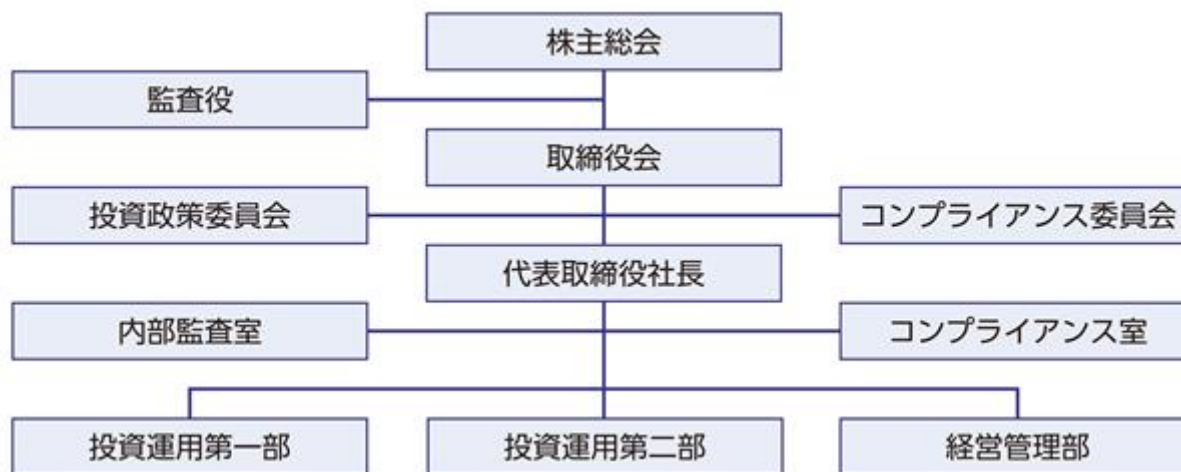 株主総会
監査役
取締役会
投資政策委員会
コンプライアンス委員会
代表取締役社長
内部監査室
コンプライアンス室
投資運用第一部
投資運用第二部
経営管理部